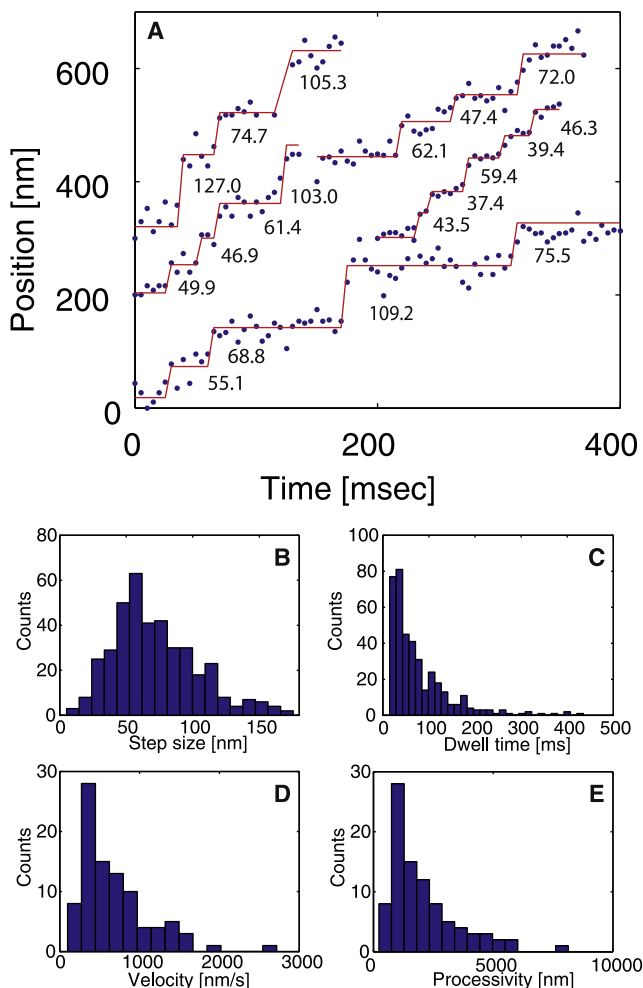 A
Position [nm]
600
400
200
0
105.3
72.0
74.7
47.4
46.3
127.0
62.1
39.4
103.0
59.4
61.4
37.4
46.9
43.5
49.9
75.5
109.2
68.8
55.1
0 200 400
Time [msec]
B
Counts
80
60
40
20
0
0 50 100 150
Step size [nm]
C
Counts
100
80
60
40
20
0
0 100 200 300 400 500
Dwell time [ms]
D
Counts
30
20
10
0
0 1000 2000 3000
Velocity [nm/s]
E
Counts
30
20
10
0
0 5000 10000
Processivity [nm]